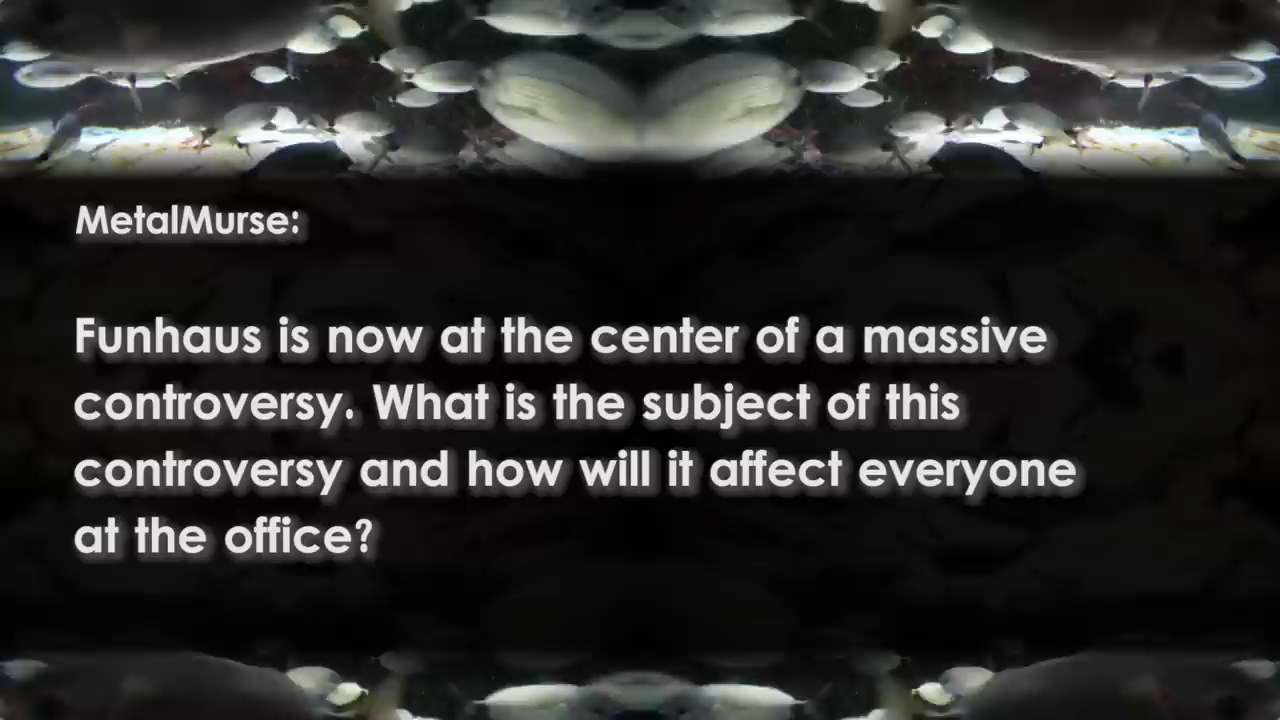 MetalMurse:
Funhaus is now at the center of a massive
controversy. What is the subject of this
controversy and how will it affect everyone
at the office?